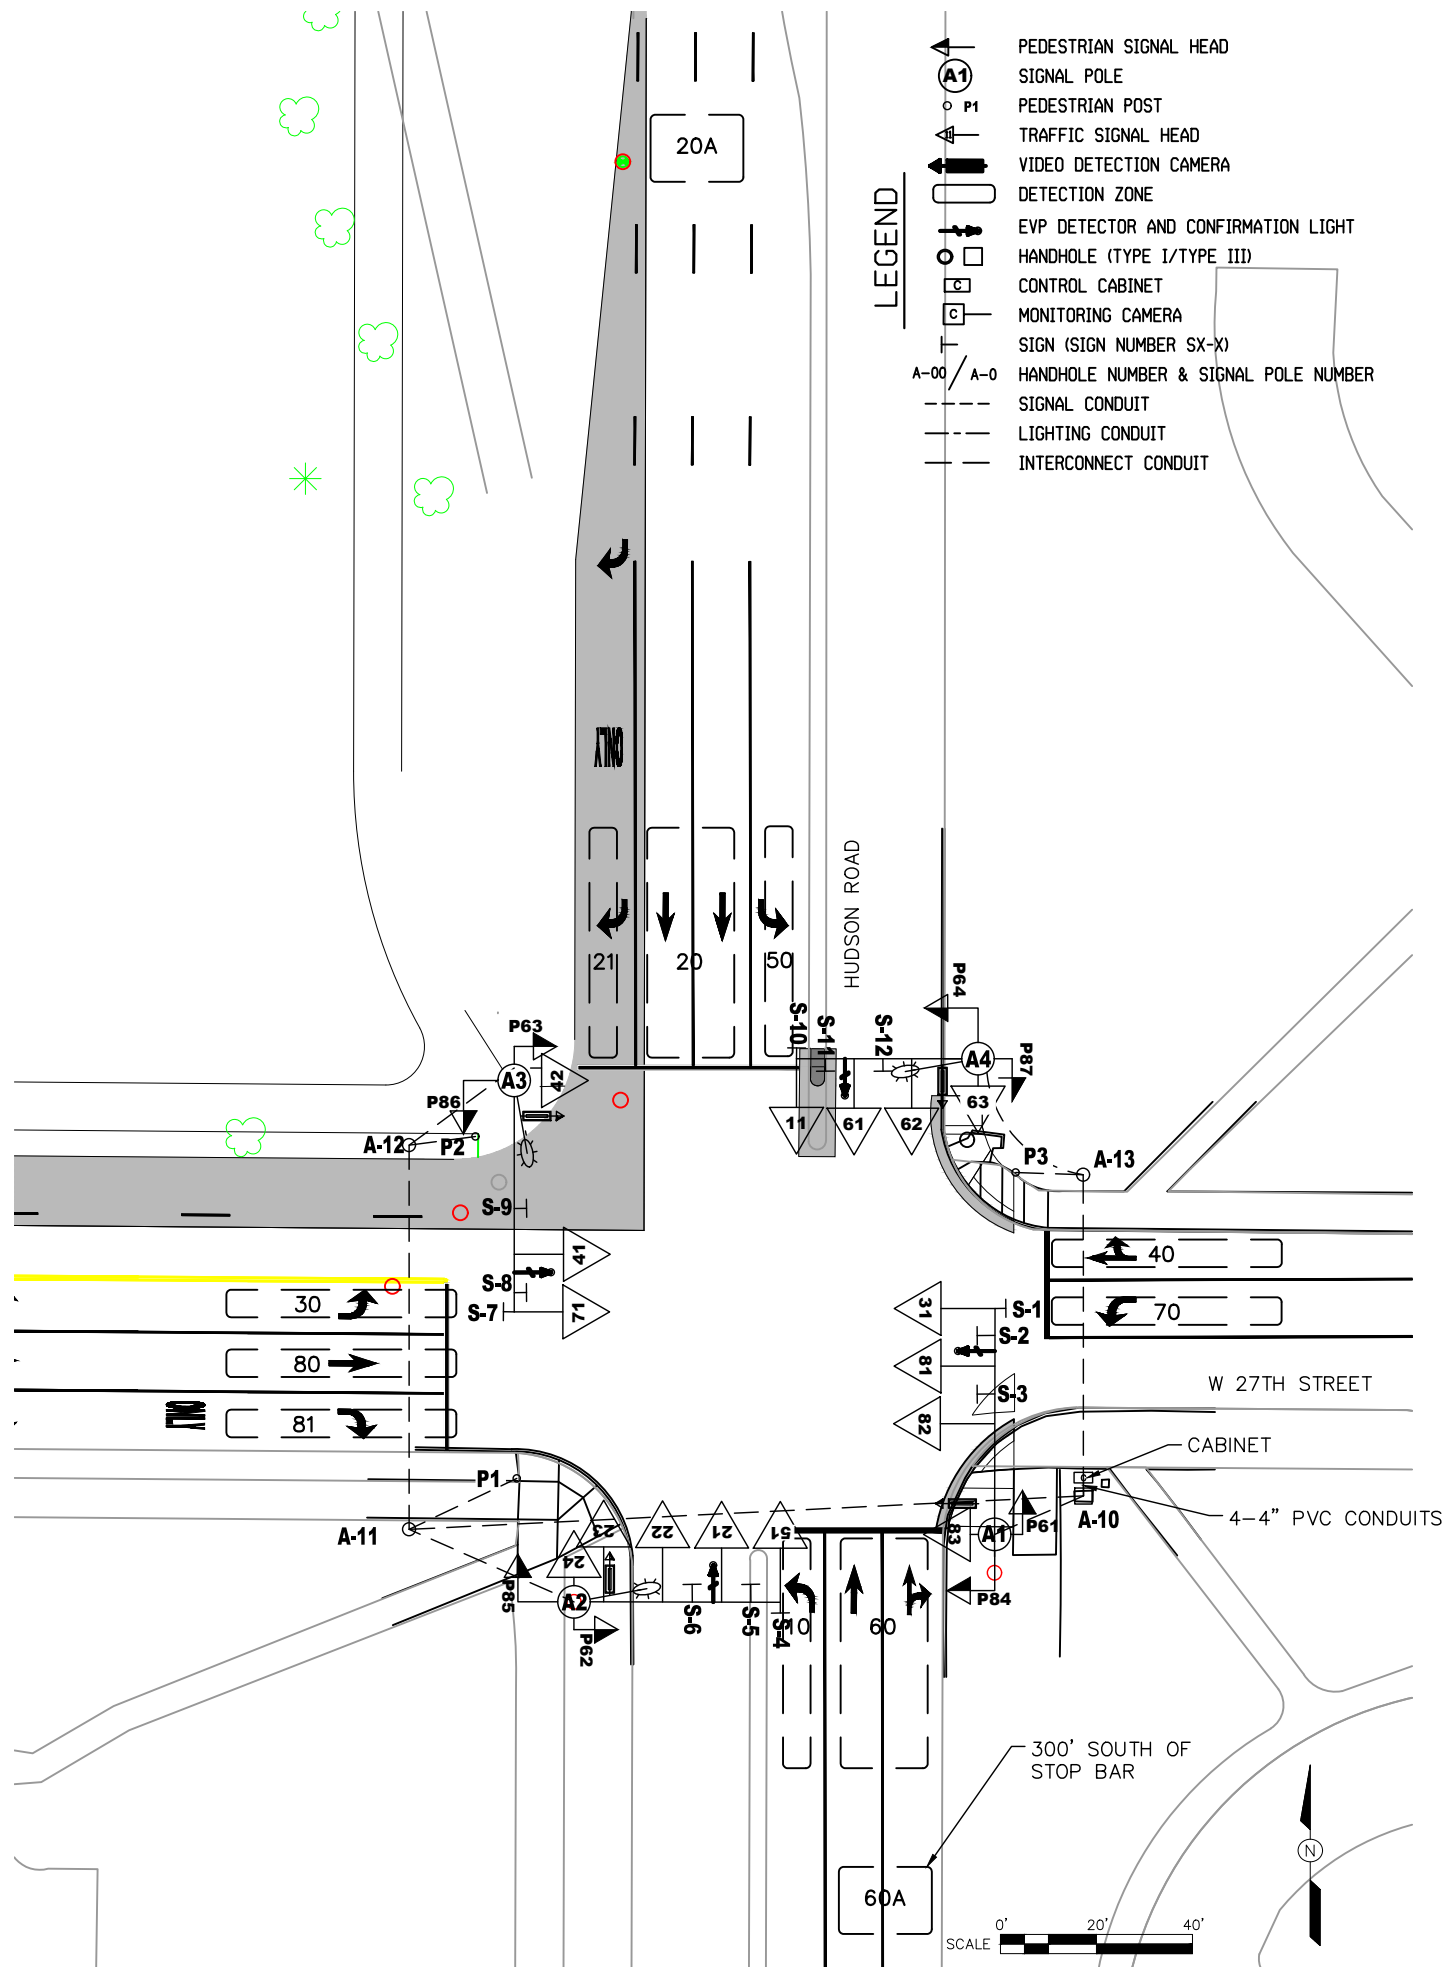 PEDESTRIAN SIGNAL HEAD
A1 SIGNAL POLE
P1 PEDESTRIAN POST
11 TRAFFIC SIGNAL HEAD
VIDEO DETECTION CAMERA
DETECTION ZONE
EVP DETECTOR AND CONFIRMATION LIGHT
HANDHOLE (TYPE I/TYPE III)
C CONTROL CABINET
C MONITORING CAMERA
SIGN (SIGN NUMBER SX-X)
A-00 / A-0 HANDHOLE NUMBER & SIGNAL POLE NUMBER
SIGNAL CONDUIT
LIGHTING CONDUIT
INTERCONNECT CONDUIT
LEGEND
20A
ONLY
HUDSON ROAD
21
20
50
S-10
S-11
S-12
P64
A4
P87
P63
A3
42
P86
A-12
P2
11
61
62
63
P3
A-13
S-9
41
S-8
S-7
71
40
70
30
80
81
ONLY
31
S-1
S-2
81
S-3
82
W 27TH STREET
CABINET
4-4" PVC CONDUITS
A-10
P1
A-11
23
22
21
51
24
83
A1
P61
P84
P85
A2
P62
S-6
S-5
S-4
10
60
300' SOUTH OF
STOP BAR
60A
N
SCALE
0'
20'
40'